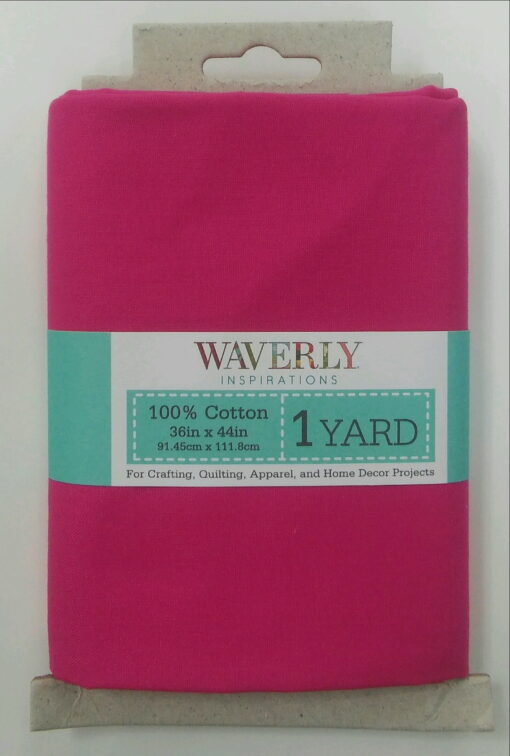 WAVERLY
INSPIRATIONS
100% Cotton
36in x 44in
91.45cm x 111.8cm
1 YARD
For Crafting, Quilting, Apparel, and Home Decor Projects